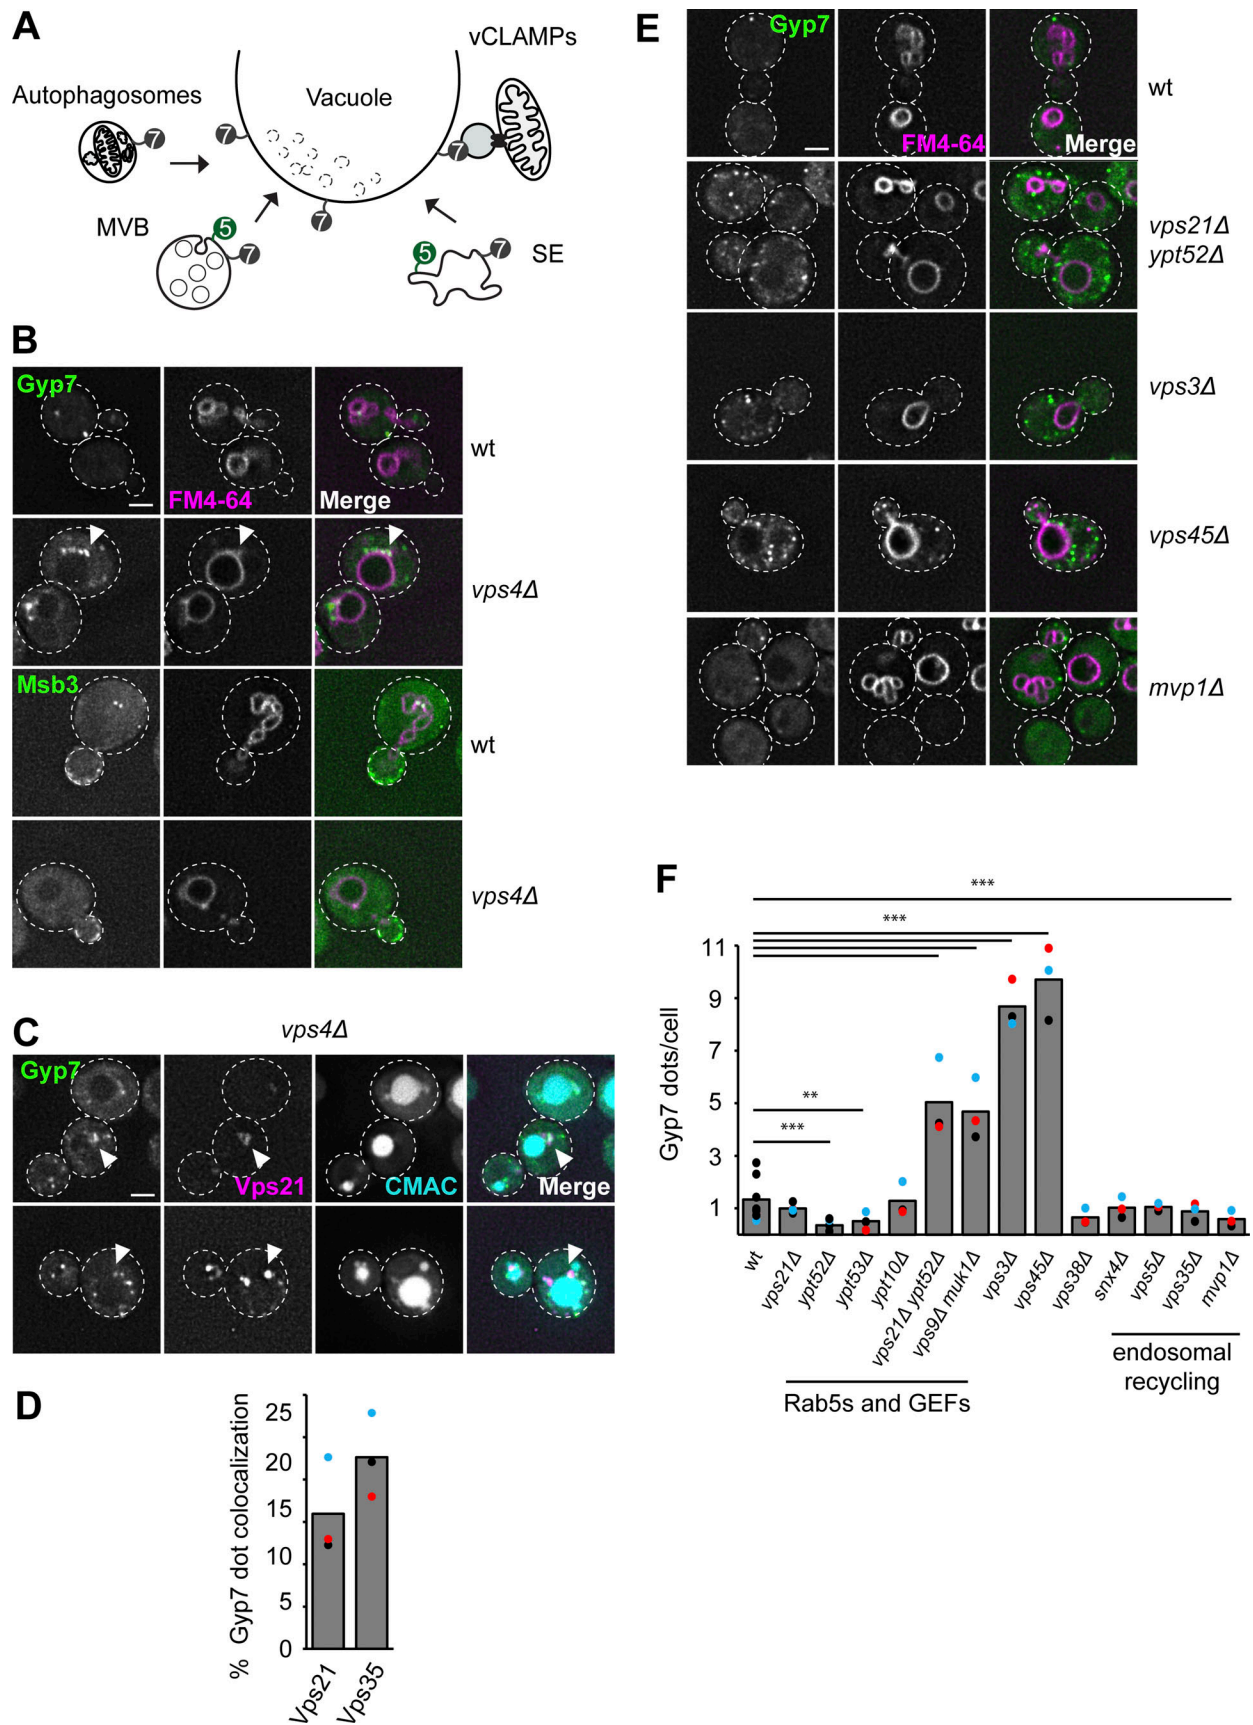 A
vCLAMPs
Autophagosomes
Vacuole
7
7
7
MVB
5
7
7
5
7
SE
B
Gyp7
FM4-64
Merge
wt
vps4Δ
Msb3
wt
vps4Δ
C
vps4Δ
Gyp7
Vps21
CMAC
Merge
D
% Gyp7 dot colocalization
25
20
15
10
5
0
Vps21
Vps35
E
Gyp7
FM4-64
Merge
wt
vps21Δ
ypt52Δ
vps3Δ
vps45Δ
mvp1Δ
F
***
***
**
***
Gyp7 dots/cell
11
9
7
5
3
1
wt
vps21Δ
ypt52Δ
ypt53Δ
ypt10Δ
vps21Δ ypt52Δ
vps9Δ muk1Δ
vps3Δ
vps45Δ
vps38Δ
snx4Δ
vps5Δ
vps35Δ
mvp1Δ
Rab5s and GEFs
endosomal
recycling